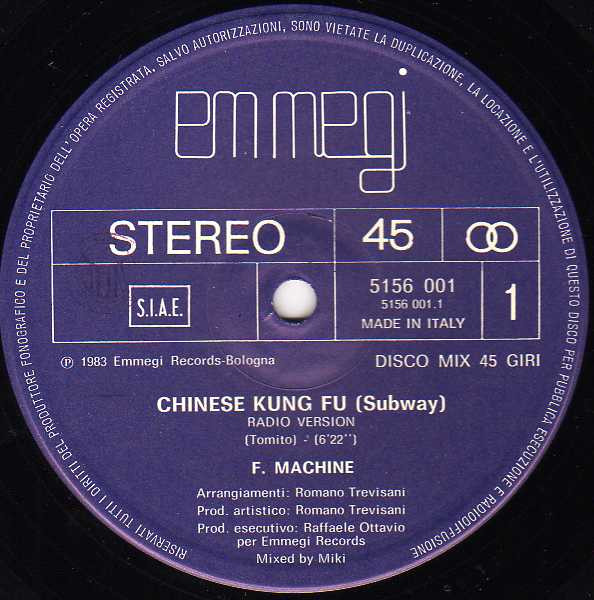 RISERVATI TUTTI I DIRITTI DEL PRODUTTORE FONOGRAFICO E DEL PROPRIETARIO DELL'OPERA REGISTRATA, SALVO AUTORIZZAZIONI, SONO VIETATE LA DUPLICAZIONE, LA LOCAZIONE E L'UTILIZZAZIONE DI QUESTO DISCO PER PUBBLICA ESECUZIONE E RADIODIFFUSIONE
emmegi
STEREO 45
5156 001
5156 001.1
S.I.A.E. MADE IN ITALY 1
℗ 1983 Emmegi Records-Bologna DISCO MIX 45 GIRI
CHINESE KUNG FU (Subway)
RADIO VERSION
(Tomito) - (6'22'')
F. MACHINE
Arrangiamenti: Romano Trevisani
Prod. artistico: Romano Trevisani
Prod. esecutivo: Raffaele Ottavio
per Emmegi Records
Mixed by Miki